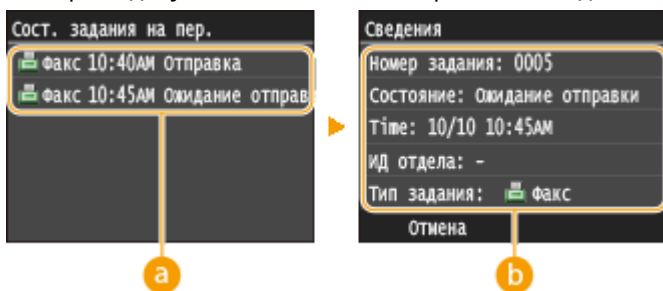 Сост. задания на пер.
Факс 10:40AM Отправка
Факс 10:45AM Ожидание отправ
a
Сведения
Номер задания: 0005
Состояние: Ожидание отправки
Time: 10/10 10:45AM
ИД отдела: -
Тип задания: Факс
Отмена
b